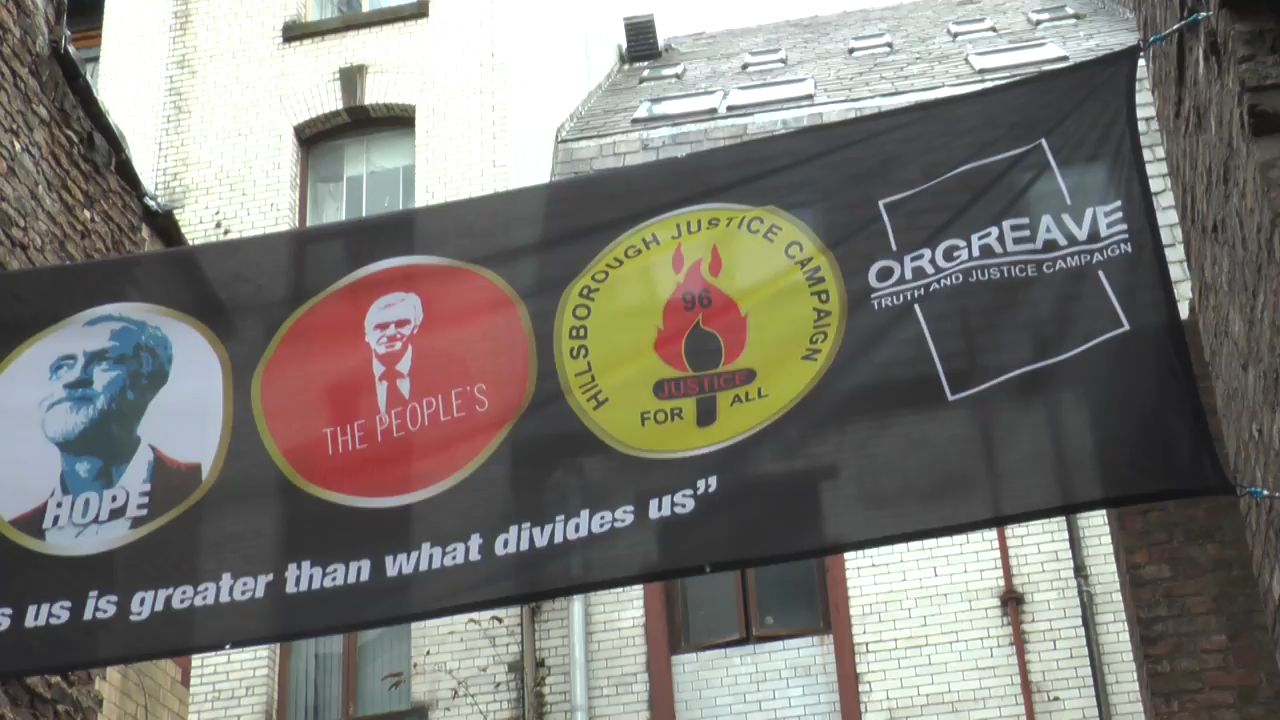 HOPE
THE PEOPLE'S
HILLSBOROUGH JUSTICE CAMPAIGN
96
JUSTICE
FOR ALL
ORGREAVE
TRUTH AND JUSTICE CAMPAIGN
us is greater than what divides us”